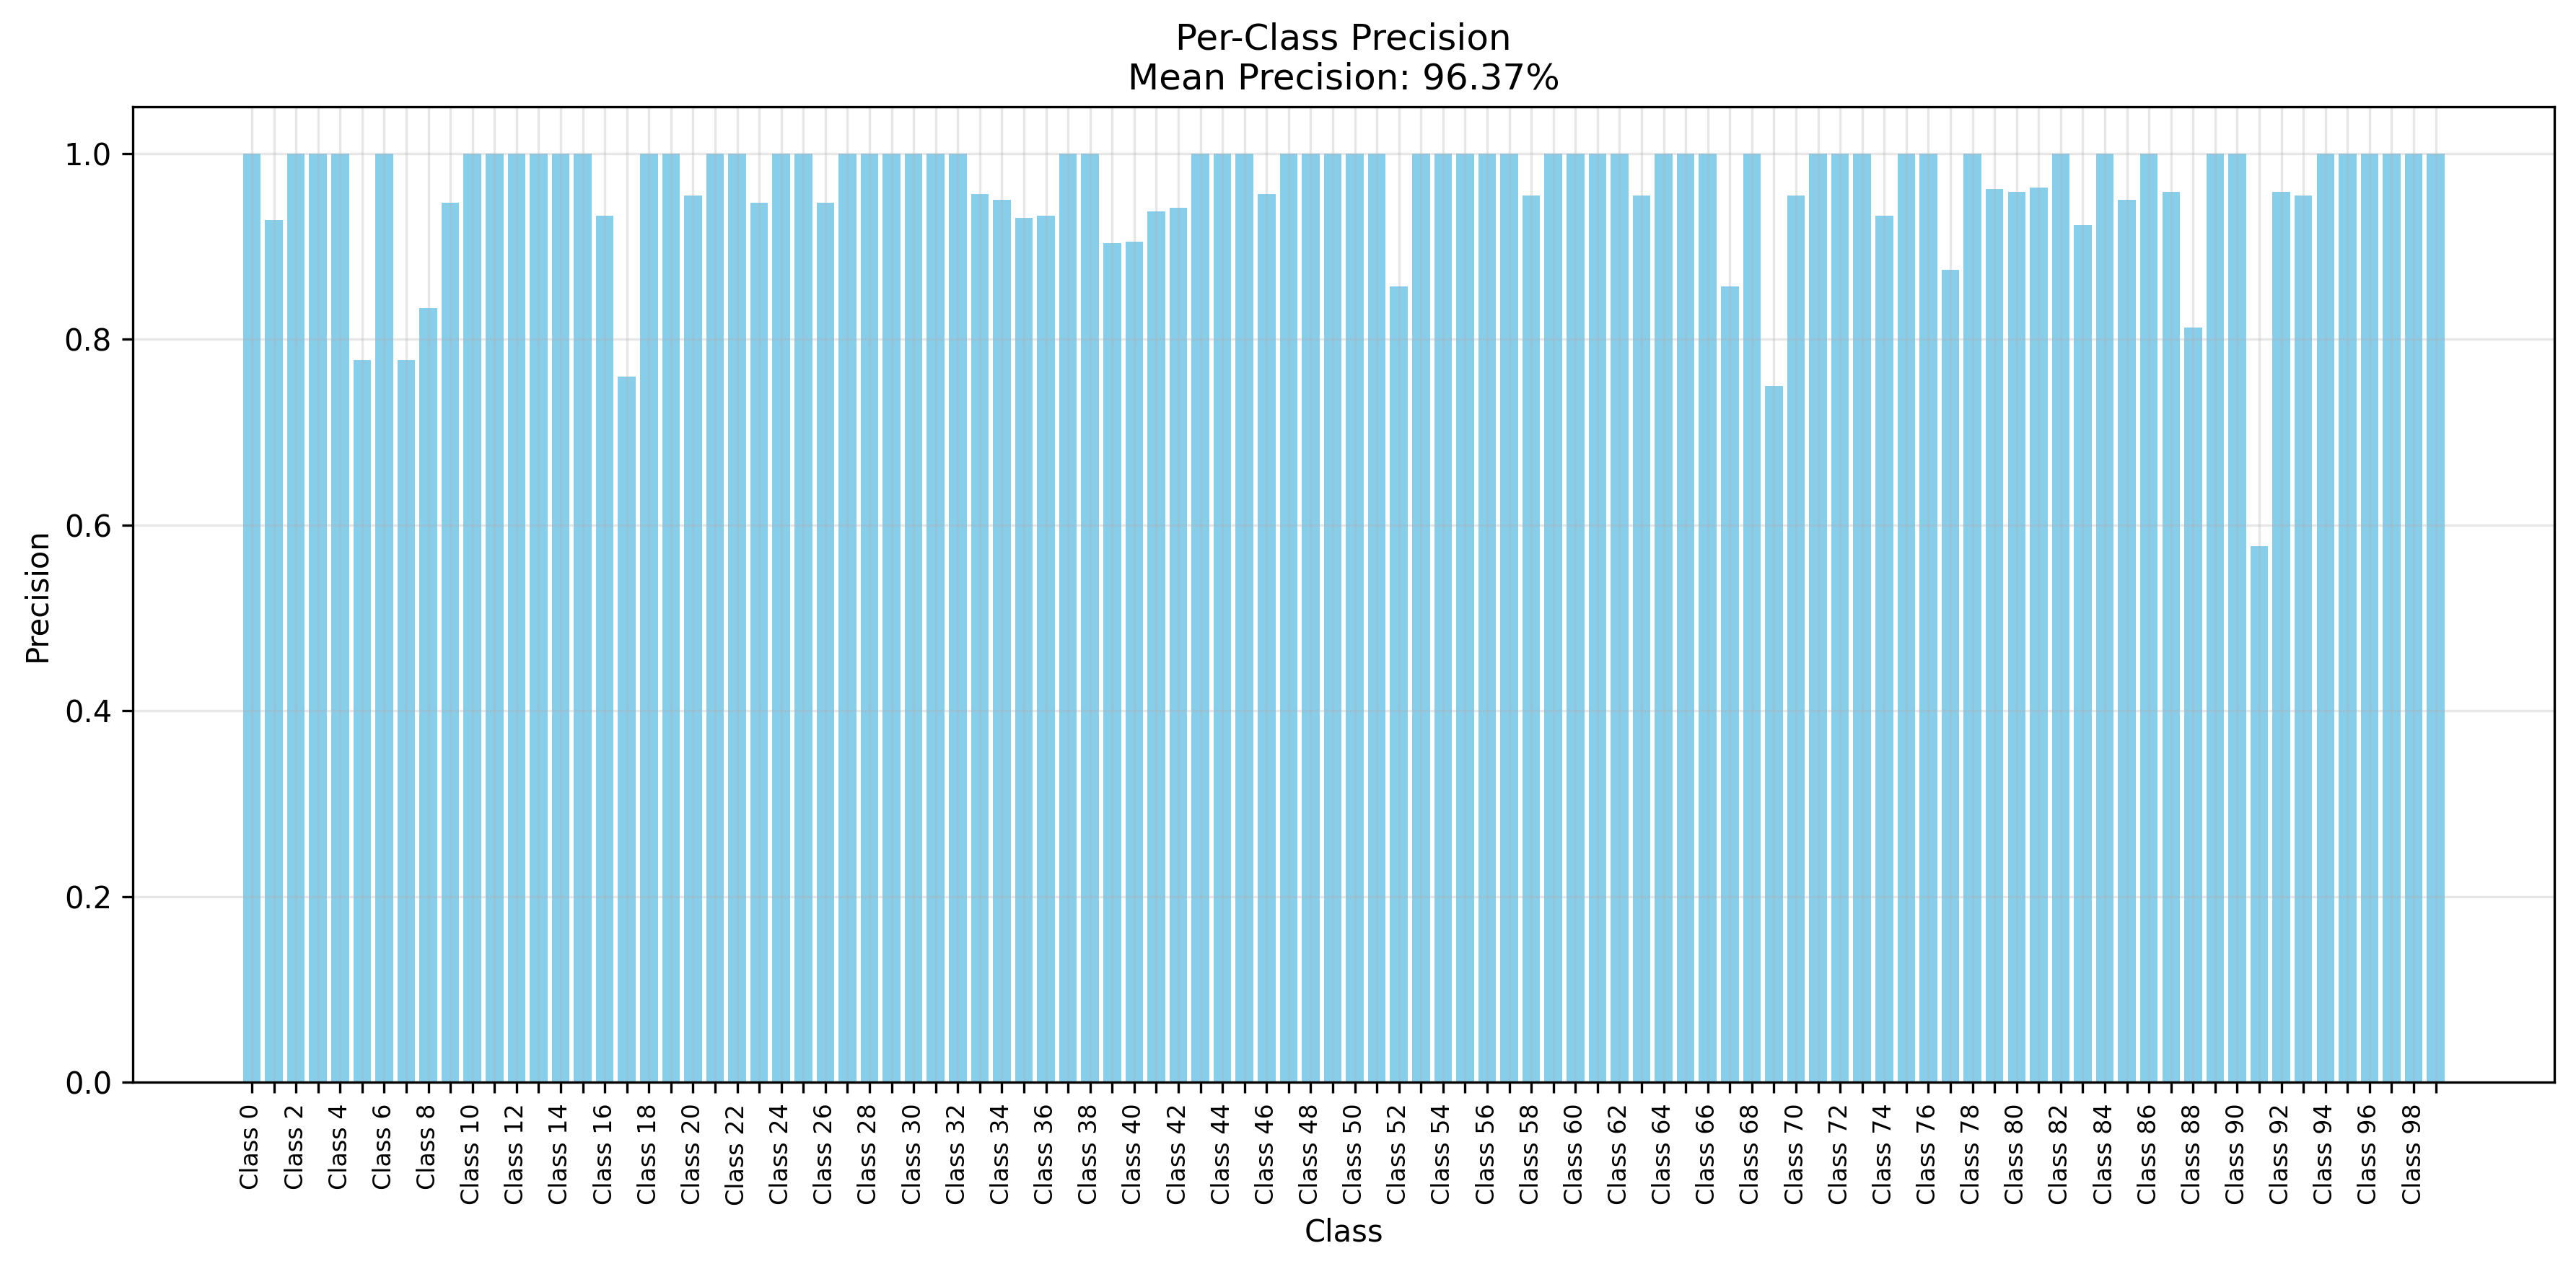 Per-Class Precision
Mean Precision: 96.37%
Precision
1.0
0.8
0.6
0.4
0.2
0.0
Class 0
Class 2
Class 4
Class 6
Class 8
Class 10
Class 12
Class 14
Class 16
Class 18
Class 20
Class 22
Class 24
Class 26
Class 28
Class 30
Class 32
Class 34
Class 36
Class 38
Class 40
Class 42
Class 44
Class 46
Class 48
Class 50
Class 52
Class 54
Class 56
Class 58
Class 60
Class 62
Class 64
Class 66
Class 68
Class 70
Class 72
Class 74
Class 76
Class 78
Class 80
Class 82
Class 84
Class 86
Class 88
Class 90
Class 92
Class 94
Class 96
Class 98
Class